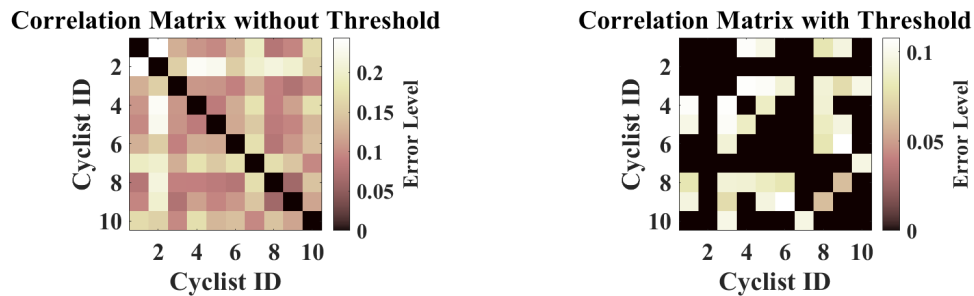 Correlation Matrix without Threshold
2
4
6
8
10
Cyclist ID
2 4 6 8 10
Cyclist ID
0.2
0.15
0.1
0.05
0
Error Level
Correlation Matrix with Threshold
2
4
6
8
10
Cyclist ID
2 4 6 8 10
Cyclist ID
0.1
0.05
0
Error Level